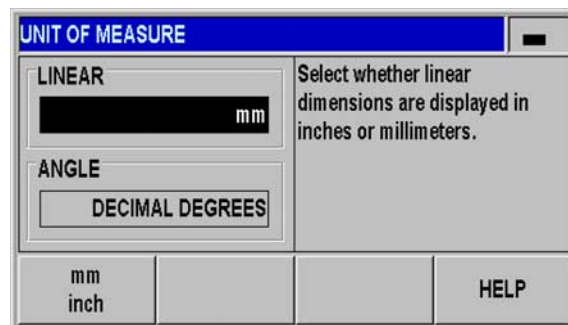 UNIT OF MEASURE
LINEAR
mm
ANGLE
DECIMAL DEGREES
Select whether linear
dimensions are displayed in
inches or millimeters.
mm
inch
HELP